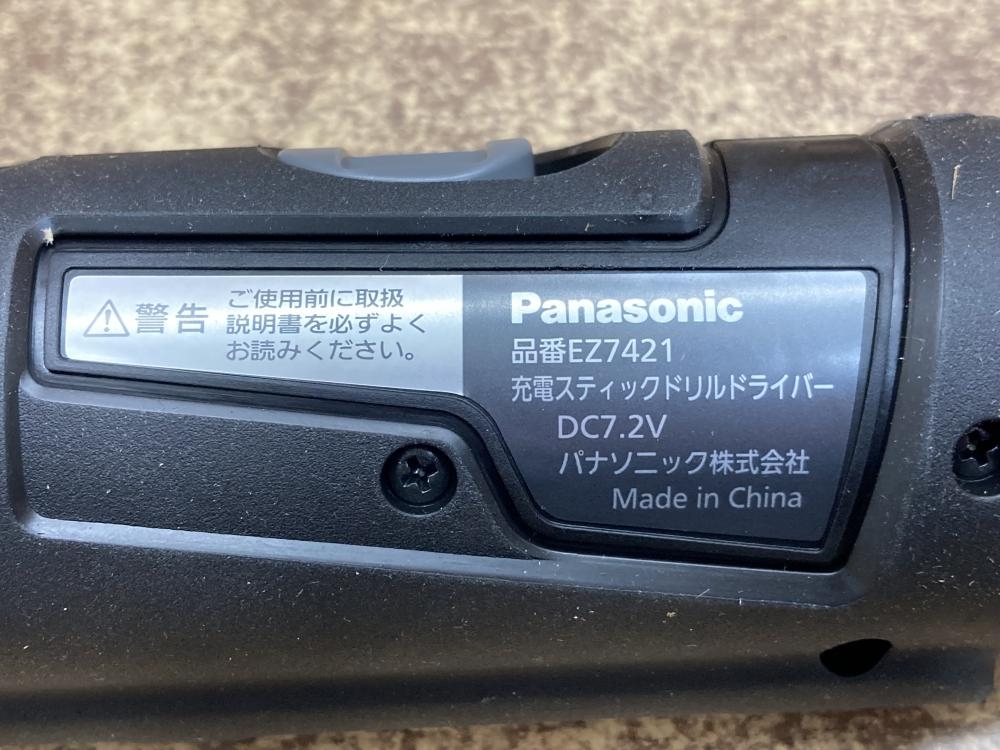 警告
ご使用前に取扱
説明書を必ずよく
お読みください。
Panasonic
品番EZ7421
充電スティックドリルドライバー
DC7.2V
パナソニック株式会社
Made in China